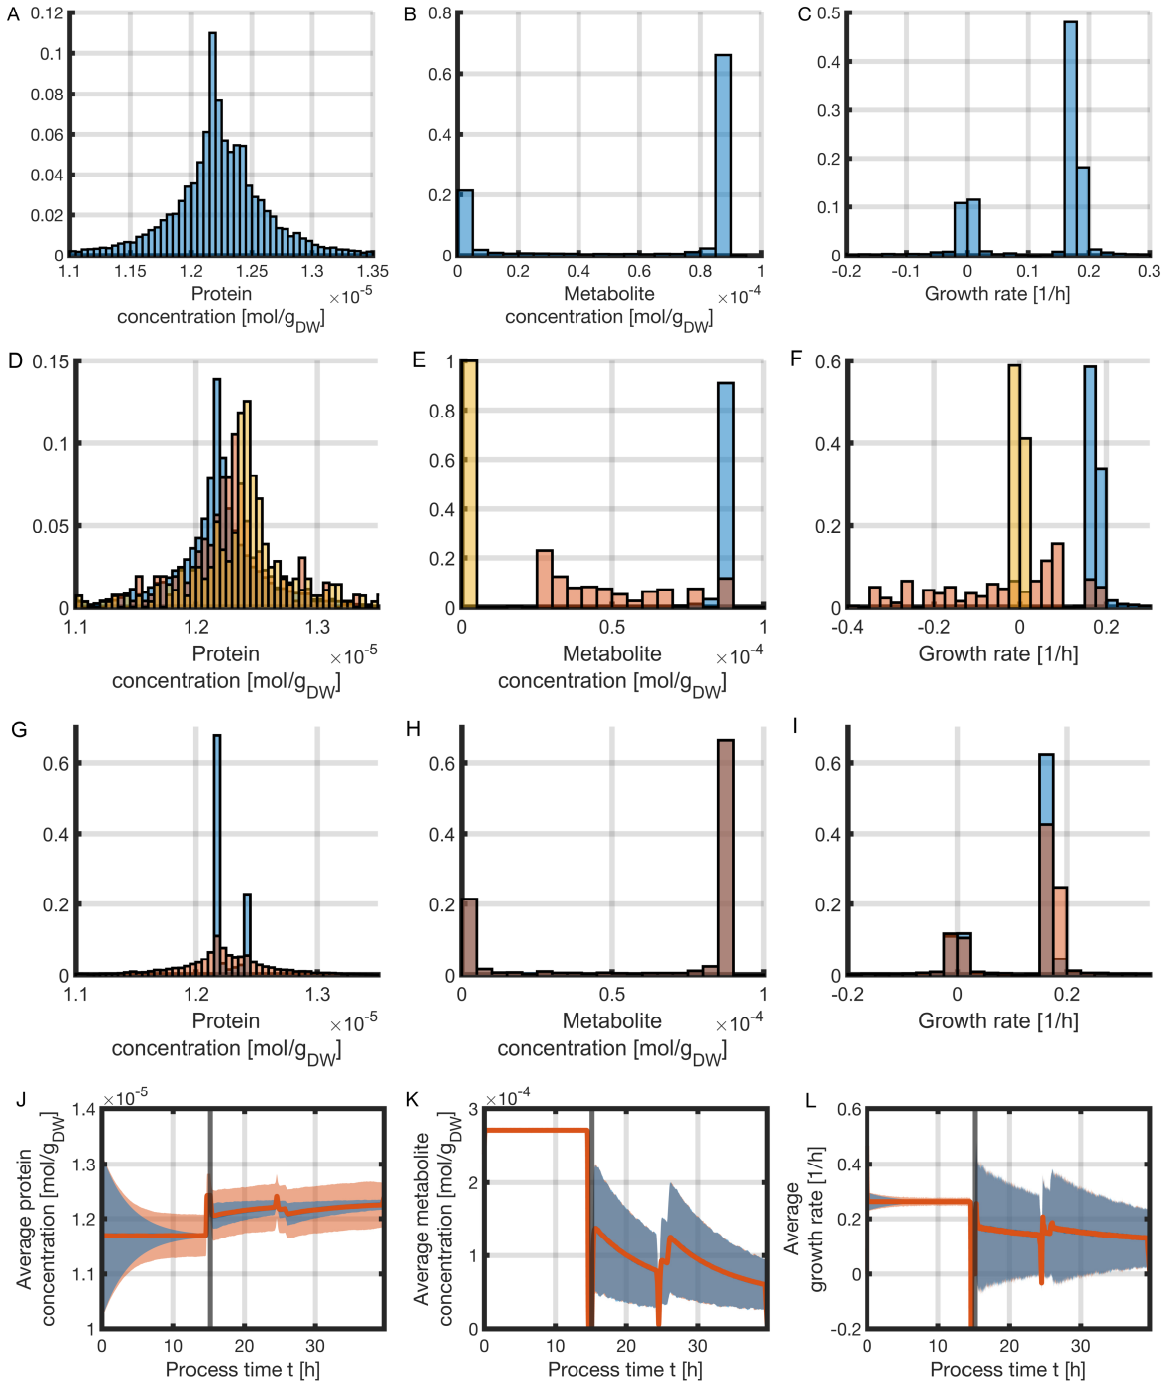 A
0.12
0.1
0.08
0.06
0.04
0.02
0
1.1 1.15 1.2 1.25 1.3 1.35
Protein ×10-5
concentration [mol/gDW]
B
0.8
0.6
0.4
0.2
0
0 0.2 0.4 0.6 0.8 1
Metabolite ×10-4
concentration [mol/gDW]
C
0.5
0.4
0.3
0.2
0.1
0
-0.2 -0.1 0 0.1 0.2 0.3
Growth rate [1/h]
D
0.15
0.1
0.05
0
1.1 1.2 1.3
Protein ×10-5
concentration [mol/gDW]
E
1
0.8
0.6
0.4
0.2
0
0 0.5 1
Metabolite ×10-4
concentration [mol/gDW]
F
0.6
0.4
0.2
0
-0.4 -0.2 0 0.2
Growth rate [1/h]
G
0.6
0.4
0.2
0
1.1 1.2 1.3
Protein ×10-5
concentration [mol/gDW]
H
0.6
0.4
0.2
0
0 0.5 1
Metabolite ×10-4
concentration [mol/gDW]
I
0.6
0.4
0.2
0
-0.2 0 0.2
Growth rate [1/h]
J
×10-5
1.4
1.3
1.2
1.1
1
Average protein
concentration [mol/gDW]
0 10 20 30
Process time t [h]
K
×10-4
3
2
1
0
Average metabolite
concentration [mol/gDW]
0 10 20 30
Process time t [h]
L
0.6
0.4
0.2
0
-0.2
Average
growth rate [1/h]
0 10 20 30
Process time t [h]